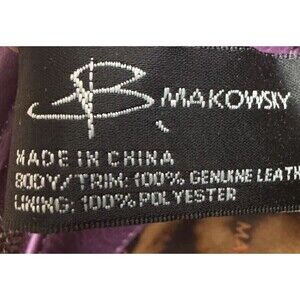 B MAKOWSKY
MADE IN CHINA
BODY/TRIM: 100% GENUINE LEATH
LINING: 100% POLYESTER